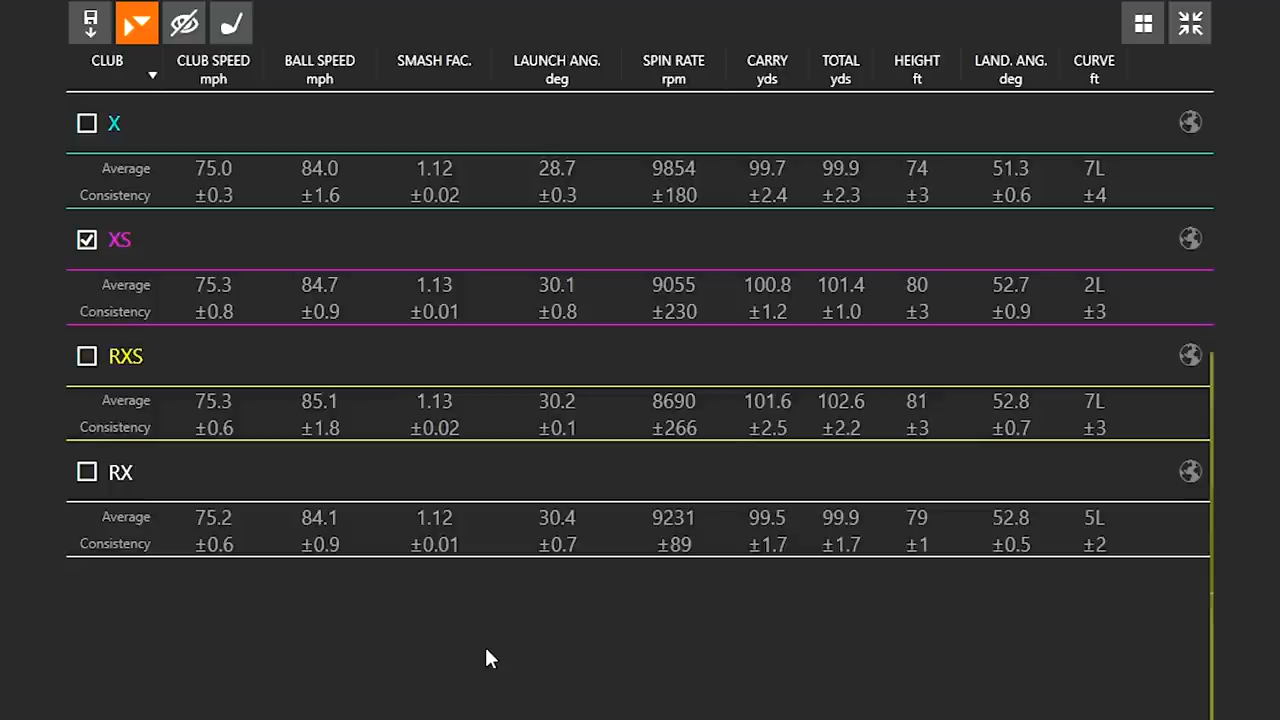 CLUB CLUB SPEED BALL SPEED SMASH FAC. LAUNCH ANG. SPIN RATE CARRY TOTAL HEIGHT LAND. ANG. CURVE
mph mph deg rpm yds yds ft deg ft
X
Average 75.0 84.0 1.12 28.7 9854 99.7 99.9 74 51.3 7L
Consistency ±0.3 ±1.6 ±0.02 ±0.3 ±180 ±2.4 ±2.3 ±3 ±0.6 ±4
XS
Average 75.3 84.7 1.13 30.1 9055 100.8 101.4 80 52.7 2L
Consistency ±0.8 ±0.9 ±0.01 ±0.8 ±230 ±1.2 ±1.0 ±3 ±0.9 ±3
RXS
Average 75.3 85.1 1.13 30.2 8690 101.6 102.6 81 52.8 7L
Consistency ±0.6 ±1.8 ±0.02 ±0.1 ±266 ±2.5 ±2.2 ±3 ±0.7 ±3
RX
Average 75.2 84.1 1.12 30.4 9231 99.5 99.9 79 52.8 5L
Consistency ±0.6 ±0.9 ±0.01 ±0.7 ±89 ±1.7 ±1.7 ±1 ±0.5 ±2